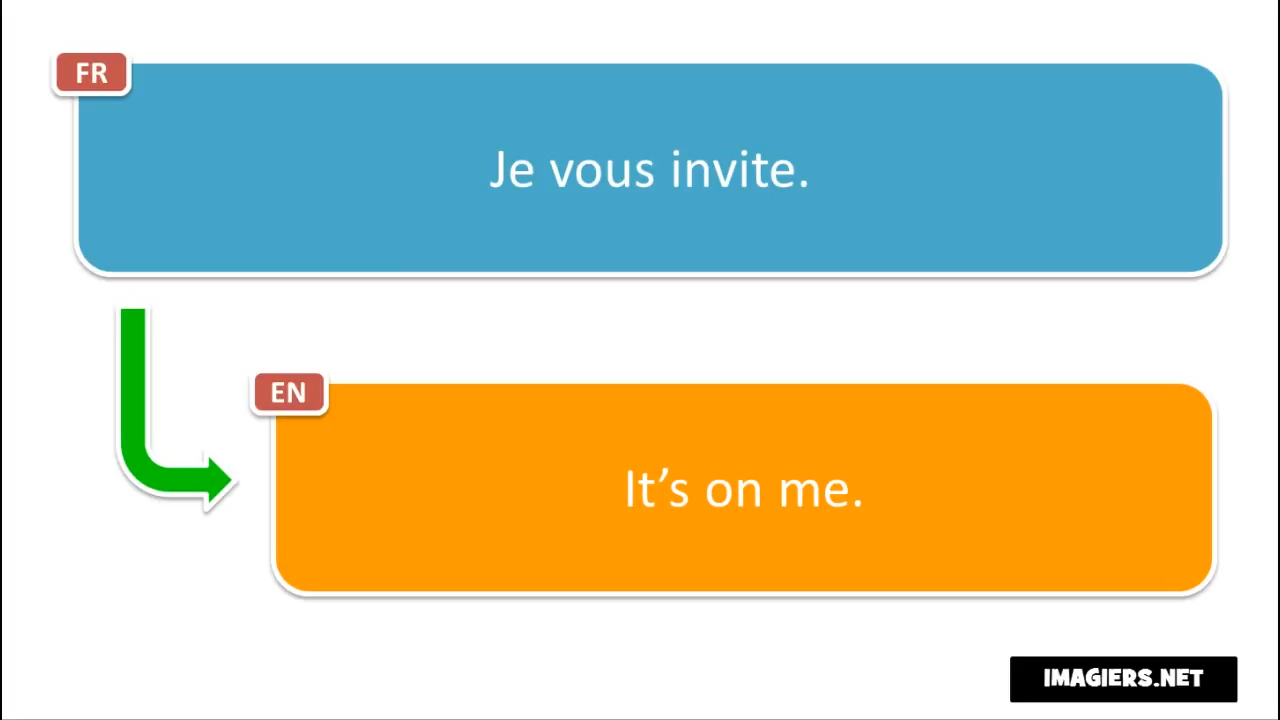 FR
Je vous invite.
EN
It’s on me.
IMAGIERS.NET